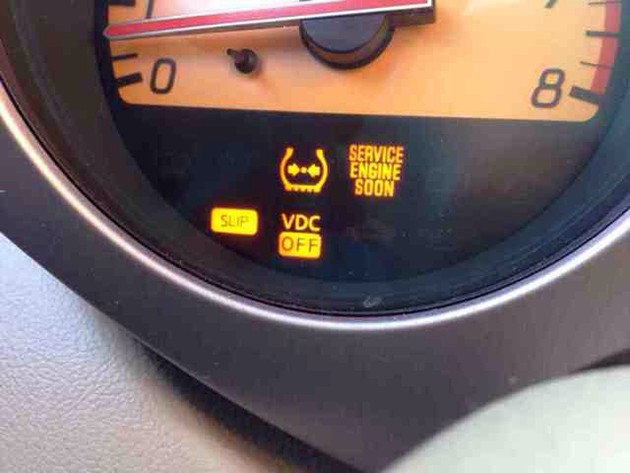 0
8
SERVICE
ENGINE
SOON
SLIP
VDC
OFF